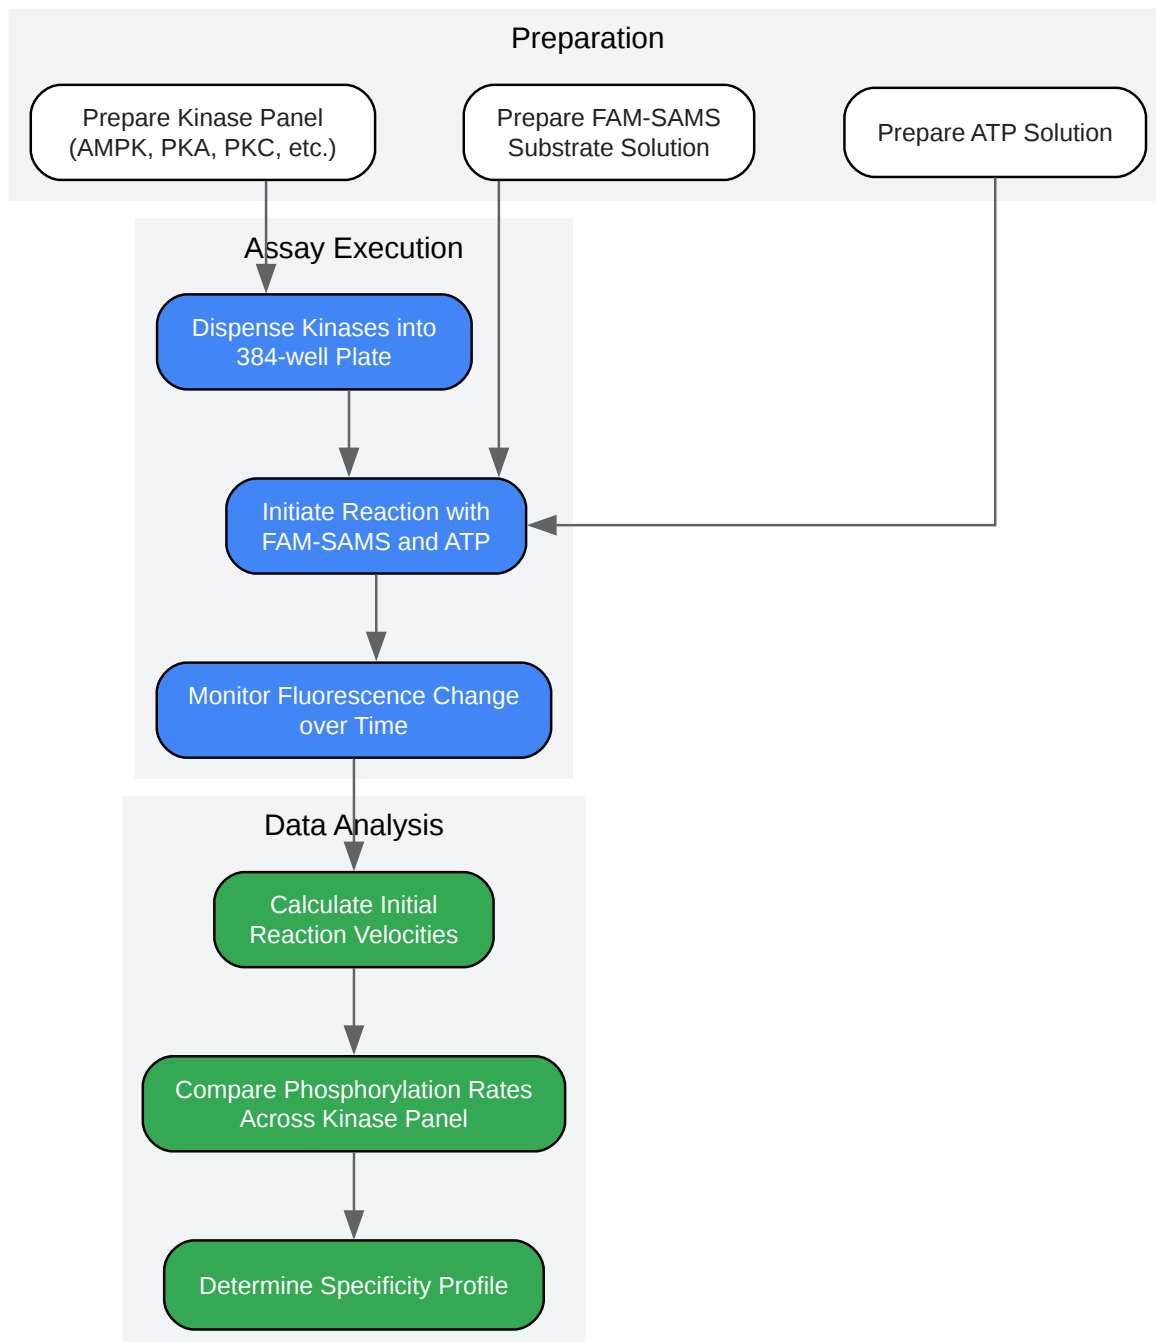 Preparation
Prepare Kinase Panel
(AMPK, PKA, PKC, etc.)
Prepare FAM-SAMS
Substrate Solution
Prepare ATP Solution
Assay Execution
Dispense Kinases into
384-well Plate
Initiate Reaction with
FAM-SAMS and ATP
Monitor Fluorescence Change
over Time
Data Analysis
Calculate Initial
Reaction Velocities
Compare Phosphorylation Rates
Across Kinase Panel
Determine Specificity Profile